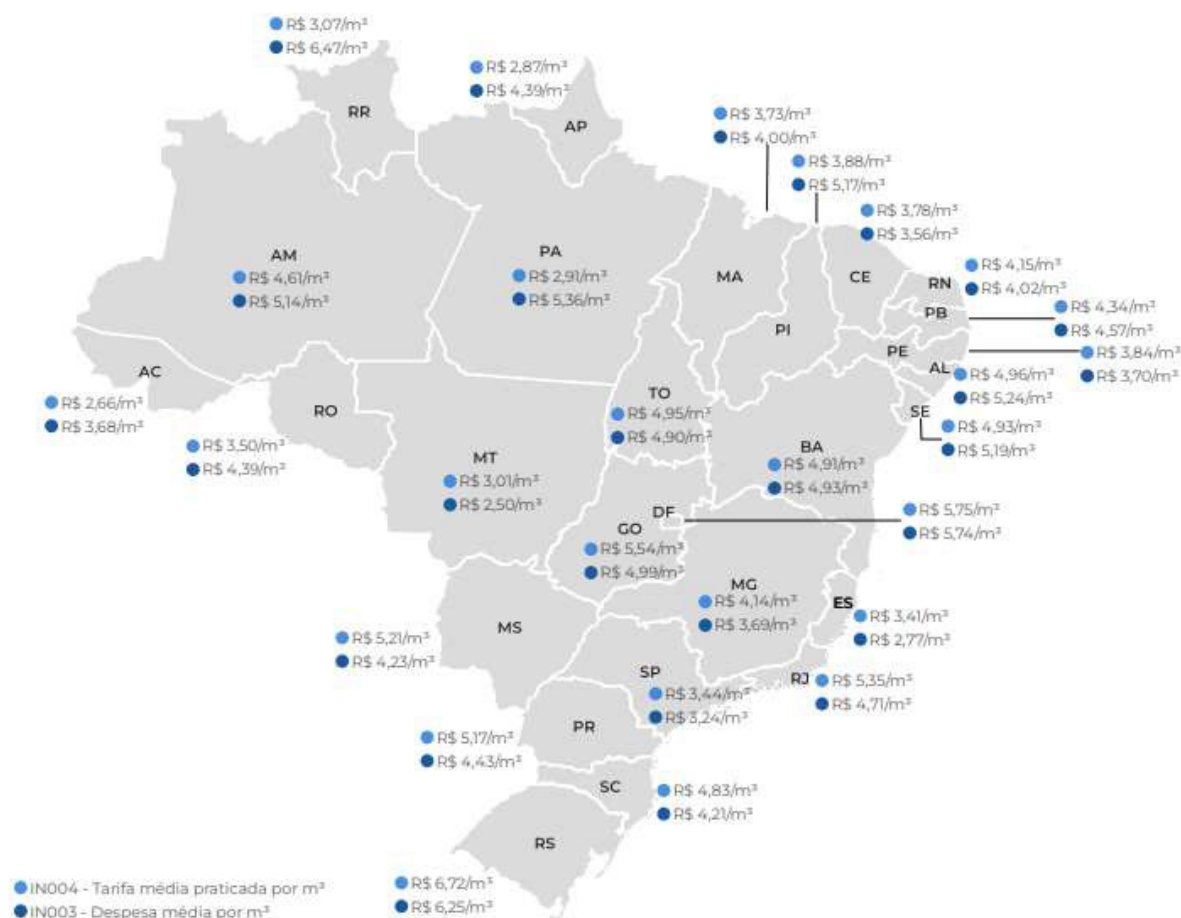 R$ 3,07/m³
R$ 6,47/m³
RR
R$ 2,87/m³
R$ 4,39/m³
AP
R$ 3,73/m³
R$ 4,00/m³
R$ 3,88/m³
R$ 5,17/m³
R$ 3,78/m³
R$ 3,56/m³
AM
R$ 4,61/m³
R$ 5,14/m³
PA
R$ 2,91/m³
R$ 5,36/m³
MA
PI
CE
RN
R$ 4,15/m³
R$ 4,02/m³
PB
R$ 4,34/m³
R$ 4,57/m³
PE
R$ 3,84/m³
R$ 3,70/m³
AL
R$ 4,96/m³
R$ 5,24/m³
SE
R$ 4,93/m³
R$ 5,19/m³
AC
R$ 2,66/m³
R$ 3,68/m³
RO
R$ 3,50/m³
R$ 4,39/m³
TO
R$ 4,95/m³
R$ 4,90/m³
MT
R$ 3,01/m³
R$ 2,50/m³
BA
R$ 4,91/m³
R$ 4,93/m³
DF
R$ 5,75/m³
R$ 5,74/m³
GO
R$ 5,54/m³
R$ 4,99/m³
MG
R$ 4,14/m³
R$ 3,69/m³
ES
R$ 3,41/m³
R$ 2,77/m³
MS
R$ 5,21/m³
R$ 4,23/m³
SP
R$ 3,44/m³
R$ 3,24/m³
RJ
R$ 5,35/m³
R$ 4,71/m³
PR
R$ 5,17/m³
R$ 4,43/m³
SC
R$ 4,83/m³
R$ 4,21/m³
RS
R$ 6,72/m³
R$ 6,25/m³
IN004 - Tarifa média praticada por m³
IN003 - Despesa média por m³